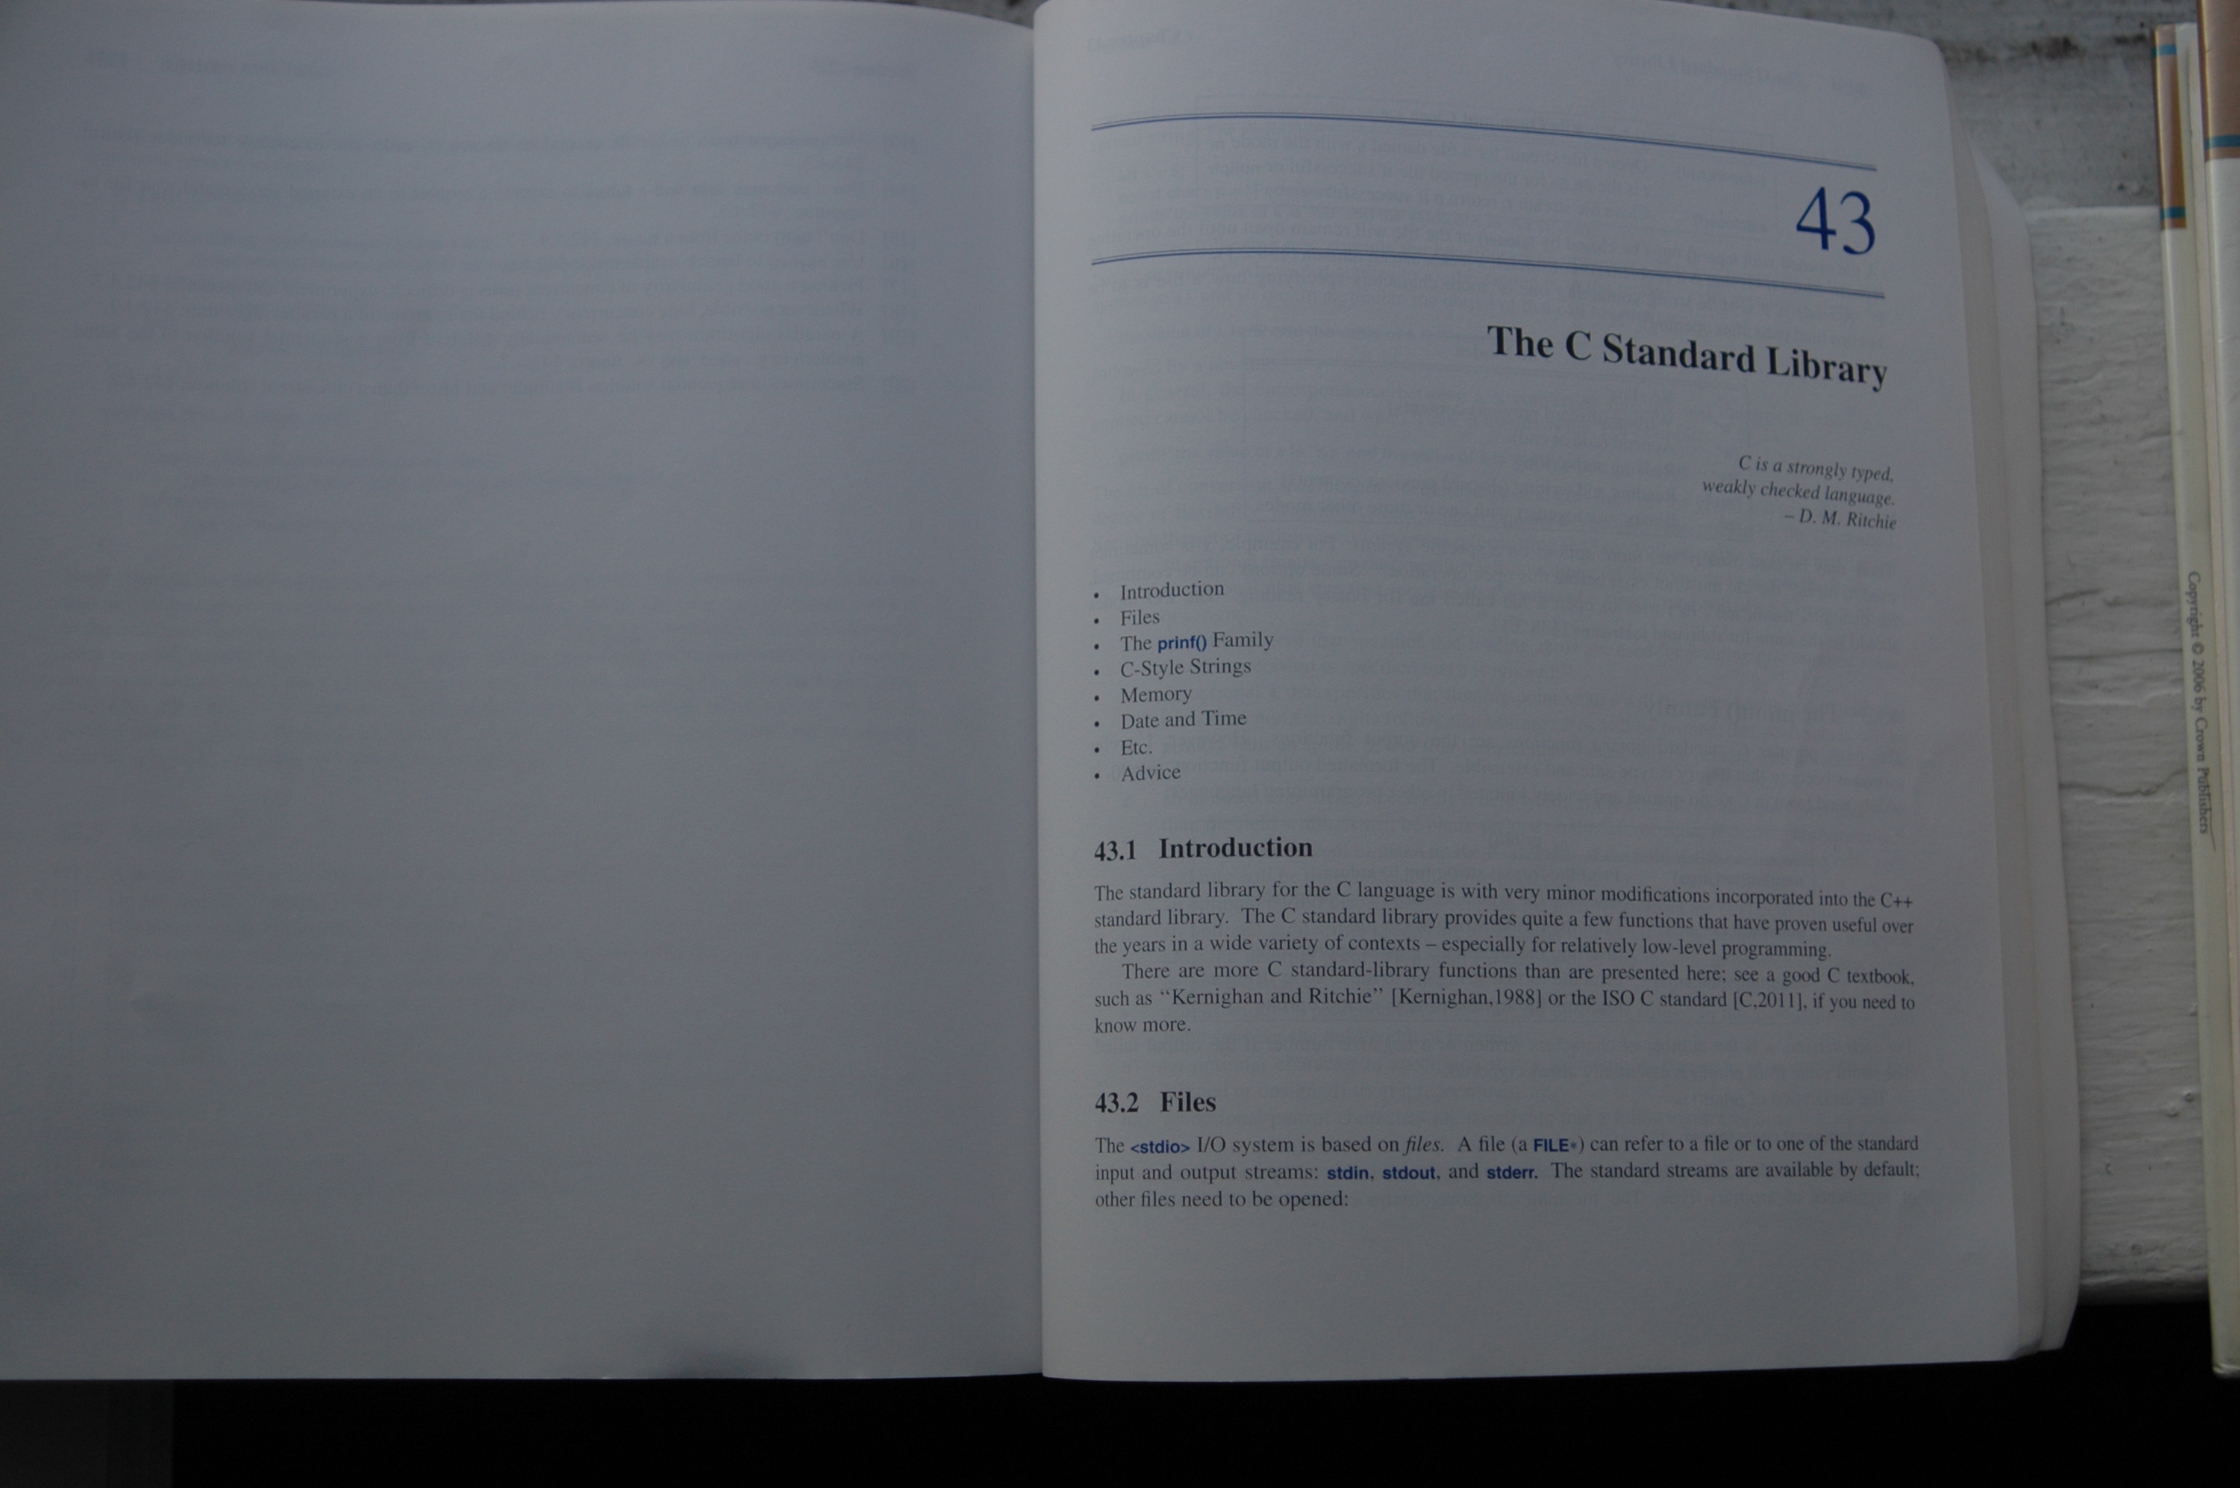 43
The C Standard Library
C is a strongly typed,
weakly checked language.
– D. M. Ritchie
• Introduction
• Files
• The prinf() Family
• C-Style Strings
• Memory
• Date and Time
• Etc.
• Advice
43.1 Introduction
The standard library for the C language is with very minor modifications incorporated into the C++
standard library. The C standard library provides quite a few functions that have proven useful over
the years in a wide variety of contexts – especially for relatively low-level programming.
There are more C standard-library functions than are presented here; see a good C textbook,
such as ‘‘Kernighan and Ritchie’’ [Kernighan,1988] or the ISO C standard [C,2011], if you need to
know more.
43.2 Files
The <stdio> I/O system is based on files. A file (a FILE*) can refer to a file or to one of the standard
input and output streams: stdin, stdout, and stderr. The standard streams are available by default;
other files need to be opened:
Copyright © 2006 by Crown Publishers